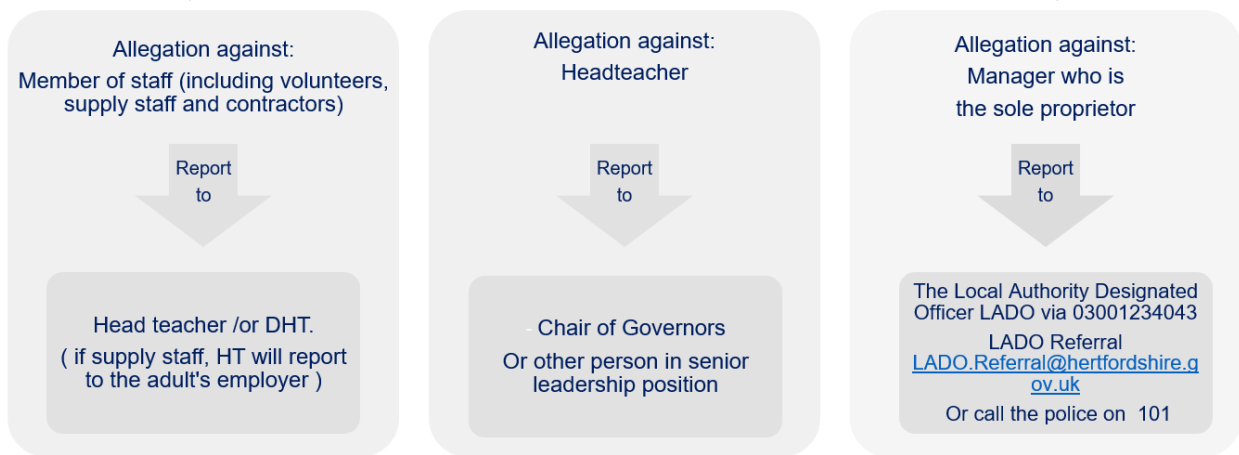 Allegation against:
Member of staff (including volunteers,
supply staff and contractors)
Report
to
Head teacher /or DHT.
( if supply staff, HT will report
to the adult's employer )
Allegation against:
Headteacher
Report
to
- Chair of Governors
Or other person in senior
leadership position
Allegation against:
Manager who is
the sole proprietor
Report
to
The Local Authority Designated
Officer LADO via 03001234043
LADO Referral
LADO.Referral@hertfordshire.g
ov.uk
Or call the police on 101